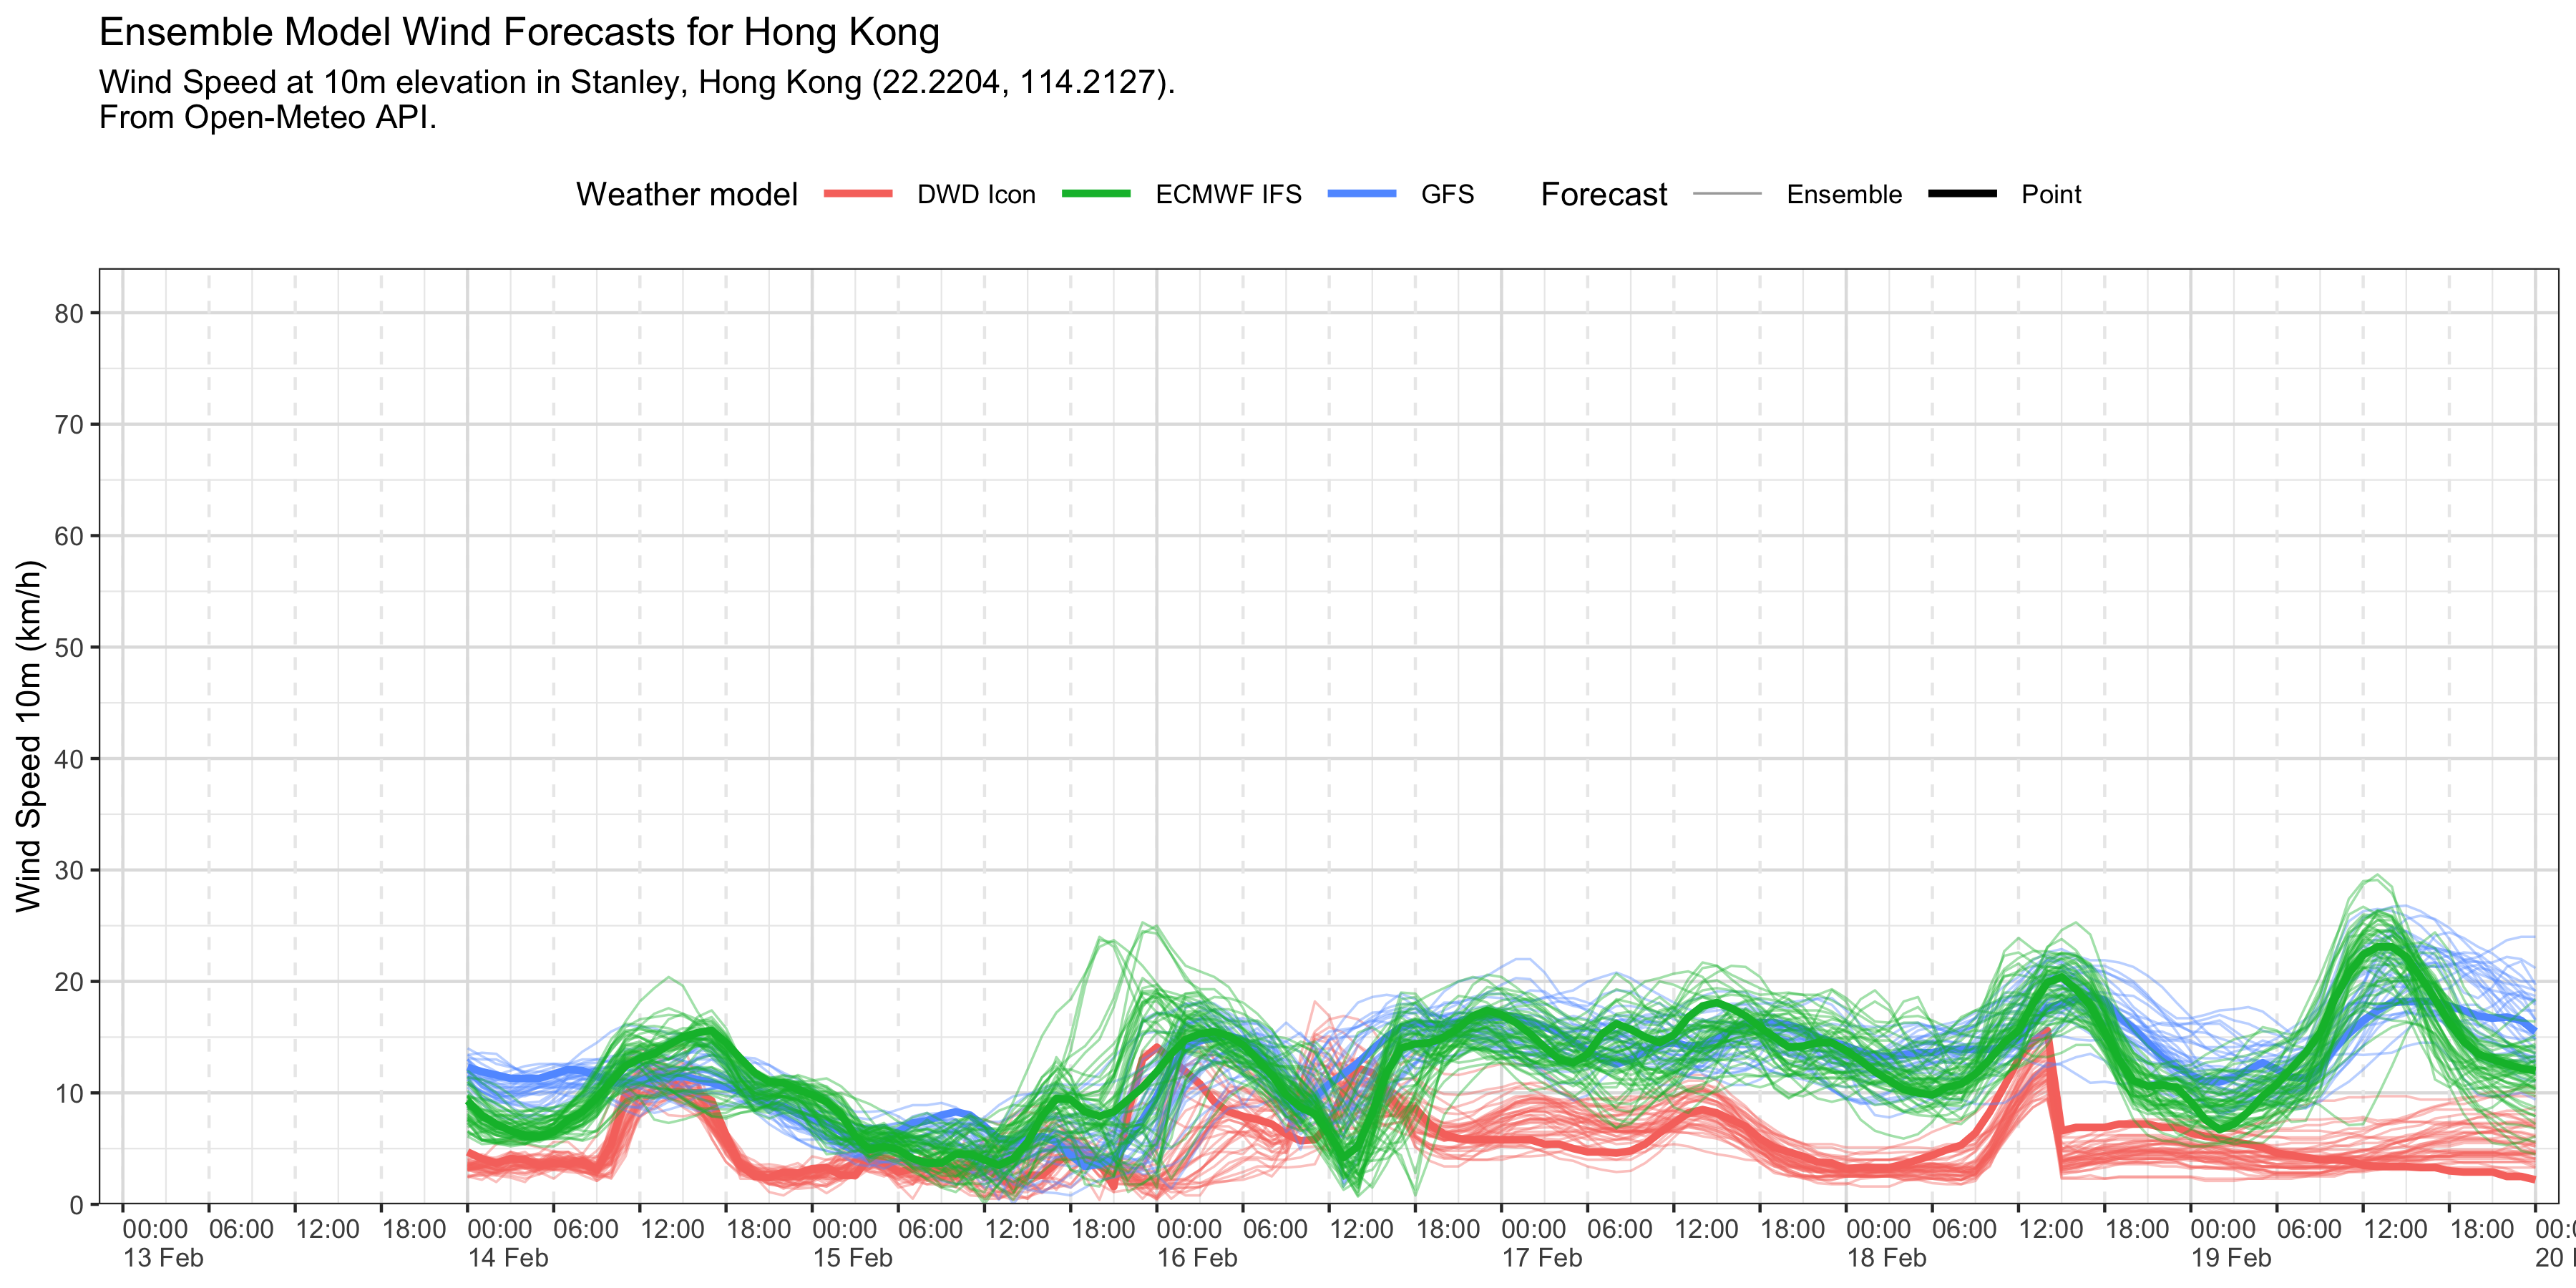 Ensemble Model Wind Forecasts for Hong Kong
Wind Speed at 10m elevation in Stanley, Hong Kong (22.2204, 114.2127).
From Open-Meteo API.
Weather model DWD Icon ECMWF IFS GFS Forecast Ensemble Point
Wind Speed 10m (km/h)
80
70
60
50
40
30
20
10
0
00:00 06:00 12:00 18:00 00:00 06:00 12:00 18:00 00:00 06:00 12:00 18:00 00:00 06:00 12:00 18:00 00:00 06:00 12:00 18:00 00:00 06:00 12:00 18:00 00:00 06:00 12:00 18:00
13 Feb 14 Feb 15 Feb 16 Feb 17 Feb 18 Feb 19 Feb 20